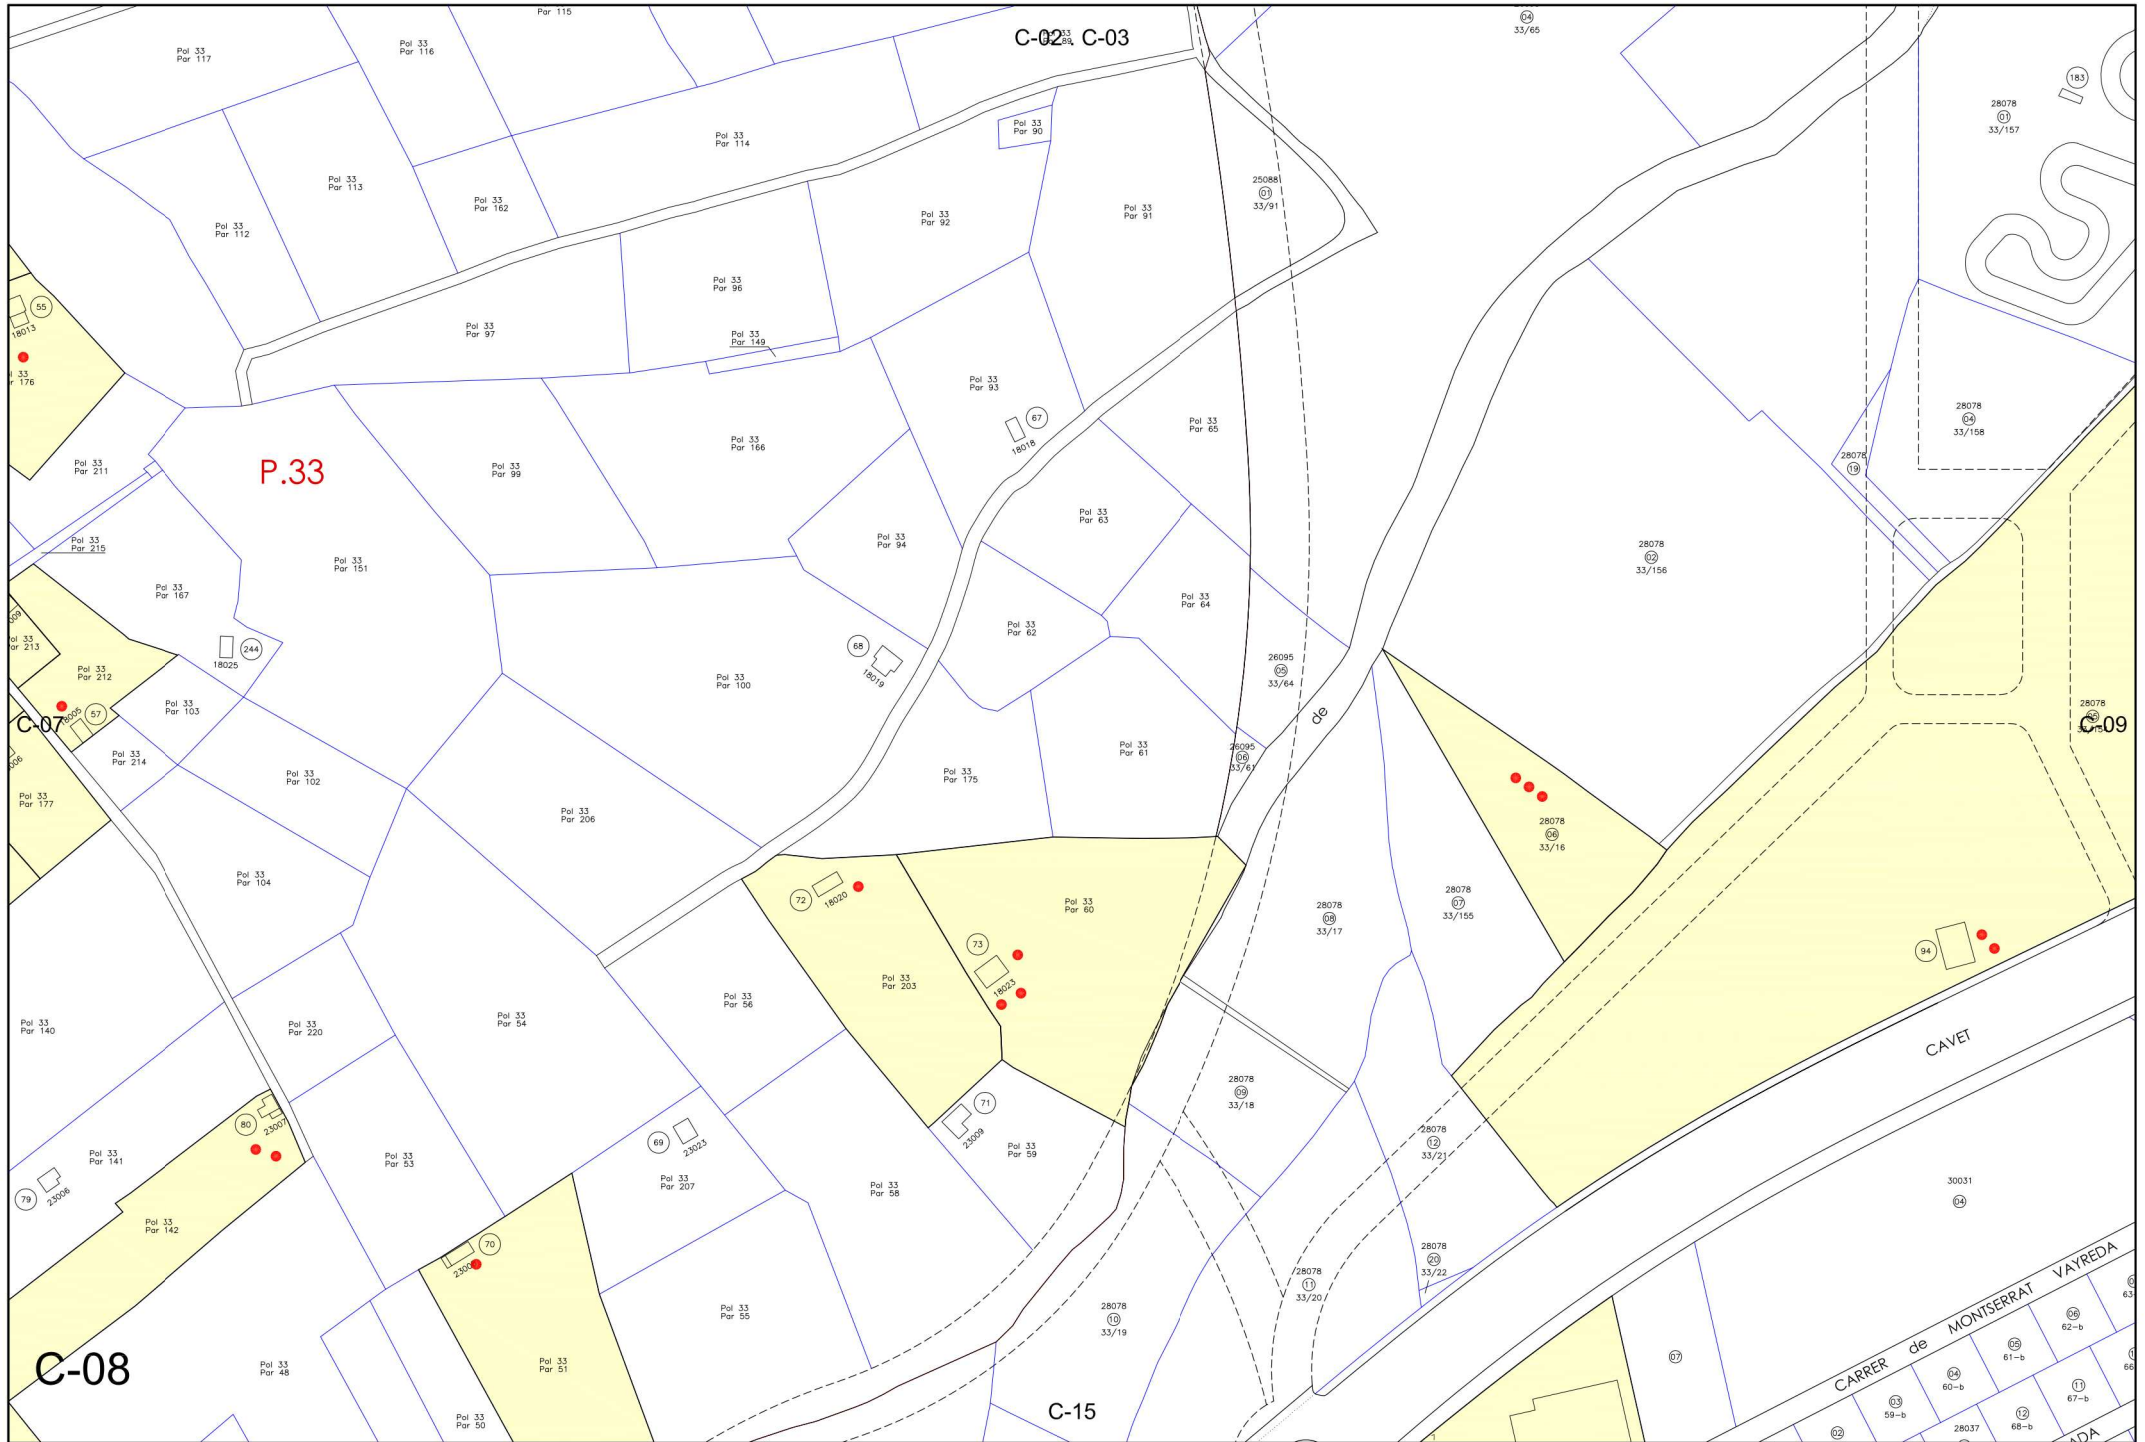 Par 115
Pol 33
Par 116
Pol 33
Par 117
C-02 . C-03
04
33/65
183
28078
01
33/157
Pol 33
Par 90
Pol 33
Par 114
Pol 33
Par 113
Pol 33
Par 162
Pol 33
Par 112
Pol 33
Par 92
Pol 33
Par 91
25088
01
33/91
Pol 33
Par 96
55
18013
176
Pol 33
Par 97
Pol 33
Par 149
Pol 33
Par 93
67
18018
Pol 33
Par 65
28078
04
33/158
28078
19
Pol 33
Par 211
P.33
Pol 33
Par 99
Pol 33
Par 166
Pol 33
Par 63
Pol 33
Par 94
Pol 33
Par 215
Pol 33
Par 151
28078
02
33/156
Pol 33
Par 167
Pol 33
Par 64
Pol 33
Par 62
Par 213
244
18025
68
18019
Pol 33
Par 212
Pol 33
Par 100
26095
05
33/64
Pol 33
Par 103
18005
57
C-07
de
28078
C-09
Pol 33
Par 214
Pol 33
Par 102
Pol 33
Par 175
Pol 33
Par 61
26095
06
33/61
Pol 33
Par 177
Pol 33
Par 206
28078
06
33/16
Pol 33
Par 104
72
18020
Pol 33
Par 60
28078
08
33/17
28078
07
33/155
73
18023
94
Pol 33
Par 203
Pol 33
Par 56
Pol 33
Par 140
Pol 33
Par 220
Pol 33
Par 54
CAVET
28078
09
33/18
71
23009
80
23007
69
23023
28078
12
33/21
Pol 33
Par 59
Pol 33
Par 141
79
23006
Pol 33
Par 53
Pol 33
Par 207
Pol 33
Par 58
30031
04
Pol 33
Par 142
70
28078
20
33/22
28078
11
33/20
Pol 33
Par 55
28078
10
33/19
CARRER de MONTSERRAT VAYREDA
06
62-b
05
61-b
07
C-08
Pol 33
Par 48
Pol 33
Par 51
04
60-b
11
67-b
03
59-b
C-15
Pol 33
Par 50
12
68-b
02
28037